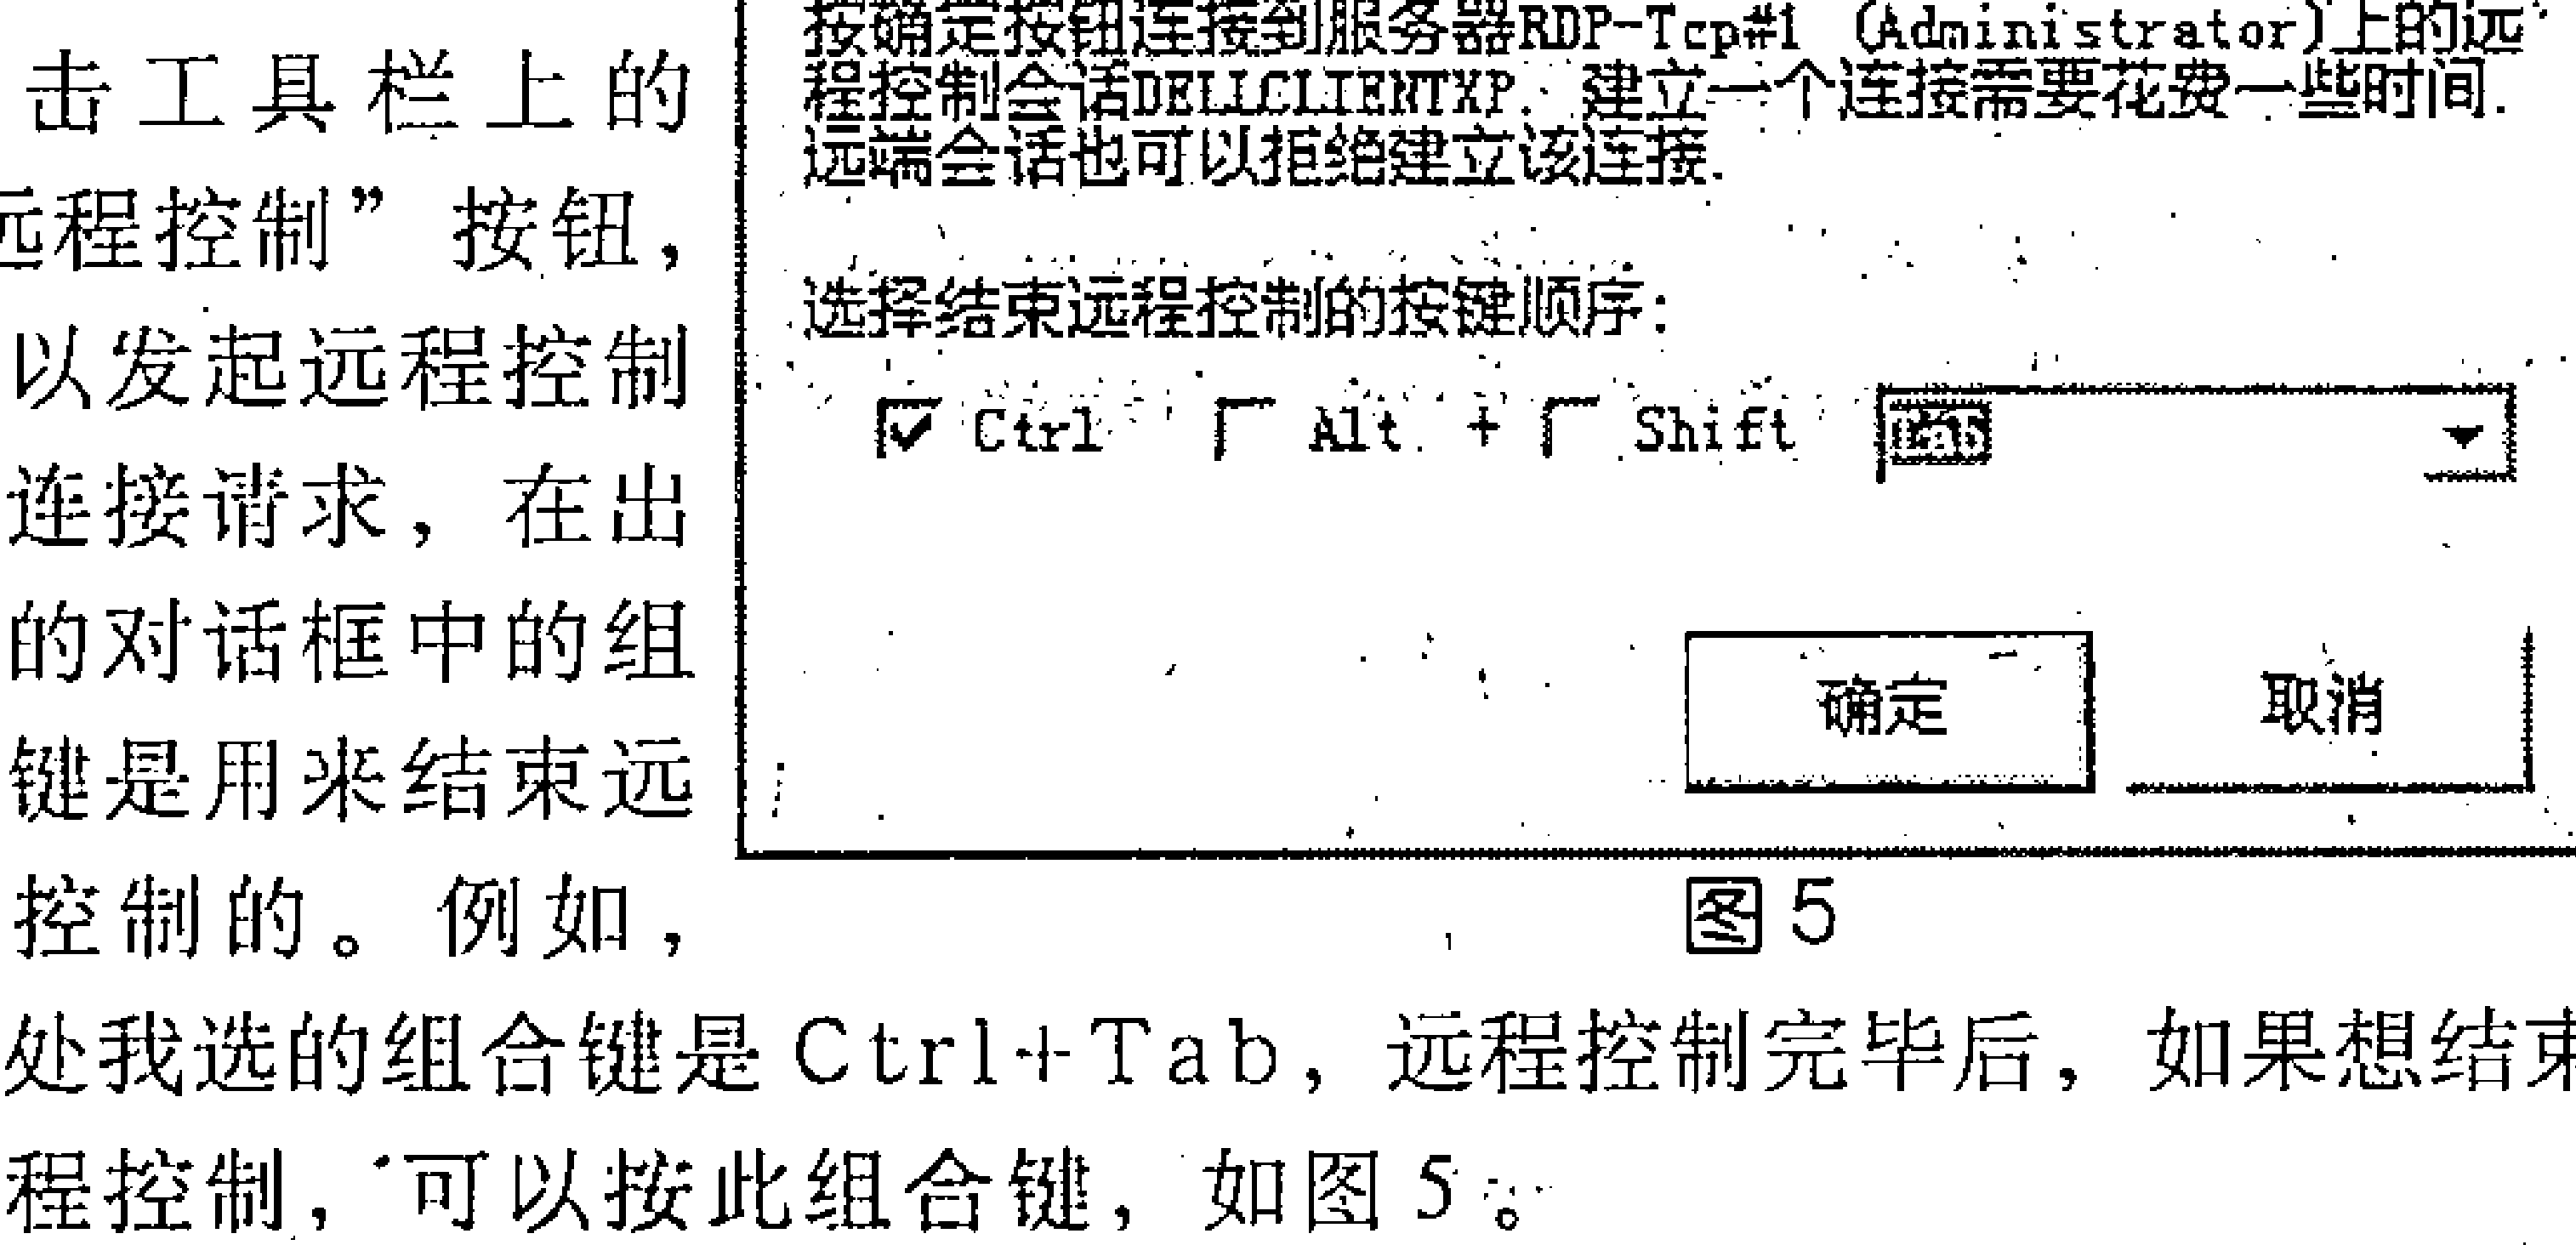 击工具栏上的
远程控制”按钮，
以发起远程控制
连接请求，在出
的对话框中的组
键是用来结束远
控制的。例如，
按确定按钮连接到服务器RDP-Tcp#1 (Administrator)上的远
程控制会话DELLCLIENTXP. 建立一个连接需要花费一些时间.
远端会话也可以拒绝建立该连接.
选择结束远程控制的按键顺序:
Ctrl Alt + Shift Tab
确定 取消
图5
处我选的组合键是Ctrl+Tab，远程控制完毕后，如果想结束
程控制，可以按此组合键，如图5。